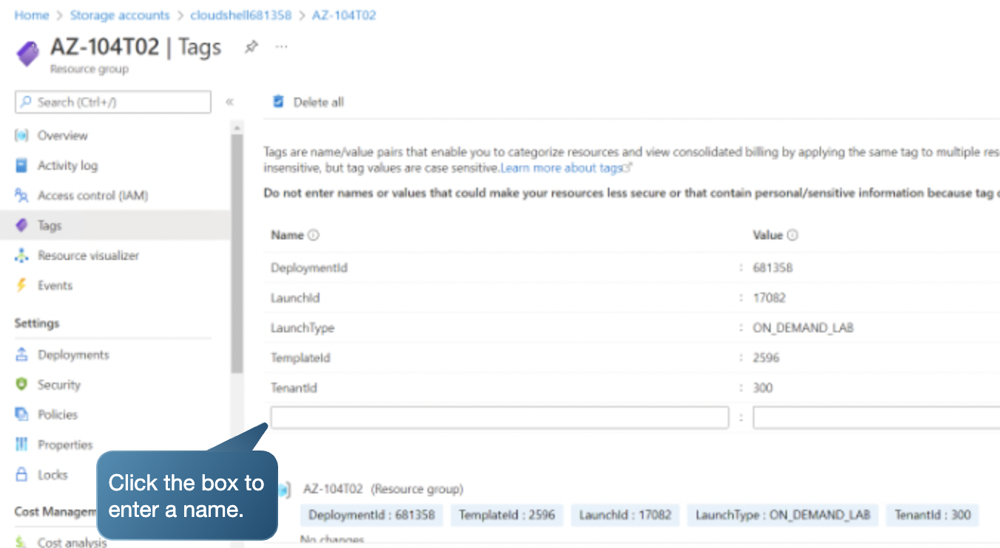 Home > Storage accounts > cloudshell681358 > AZ-104T02
AZ-104T02 | Tags
Resource group
Search (Ctrl+/)
Delete all
Overview
Activity log
Access control (IAM)
Tags
Resource visualizer
Events
Settings
Deployments
Security
Policies
Properties
Locks
Cost Managem
Cost analysis
Tags are name/value pairs that enable you to categorize resources and view consolidated billing by applying the same tag to multiple res
insensitive, but tag values are case sensitive.Learn more about tags
Do not enter names or values that could make your resources less secure or that contain personal/sensitive information because tag
Name Value
DeploymentId : 681358
LaunchId : 17082
LaunchType : ON_DEMAND_LAB
TemplateId : 2596
TenantId : 300
:
Click the box to
enter a name.
AZ-104T02 (Resource group)
DeploymentId : 681358 TemplateId : 2596 LaunchId : 17082 LaunchType : ON_DEMAND_LAB TenantId : 300
No changes